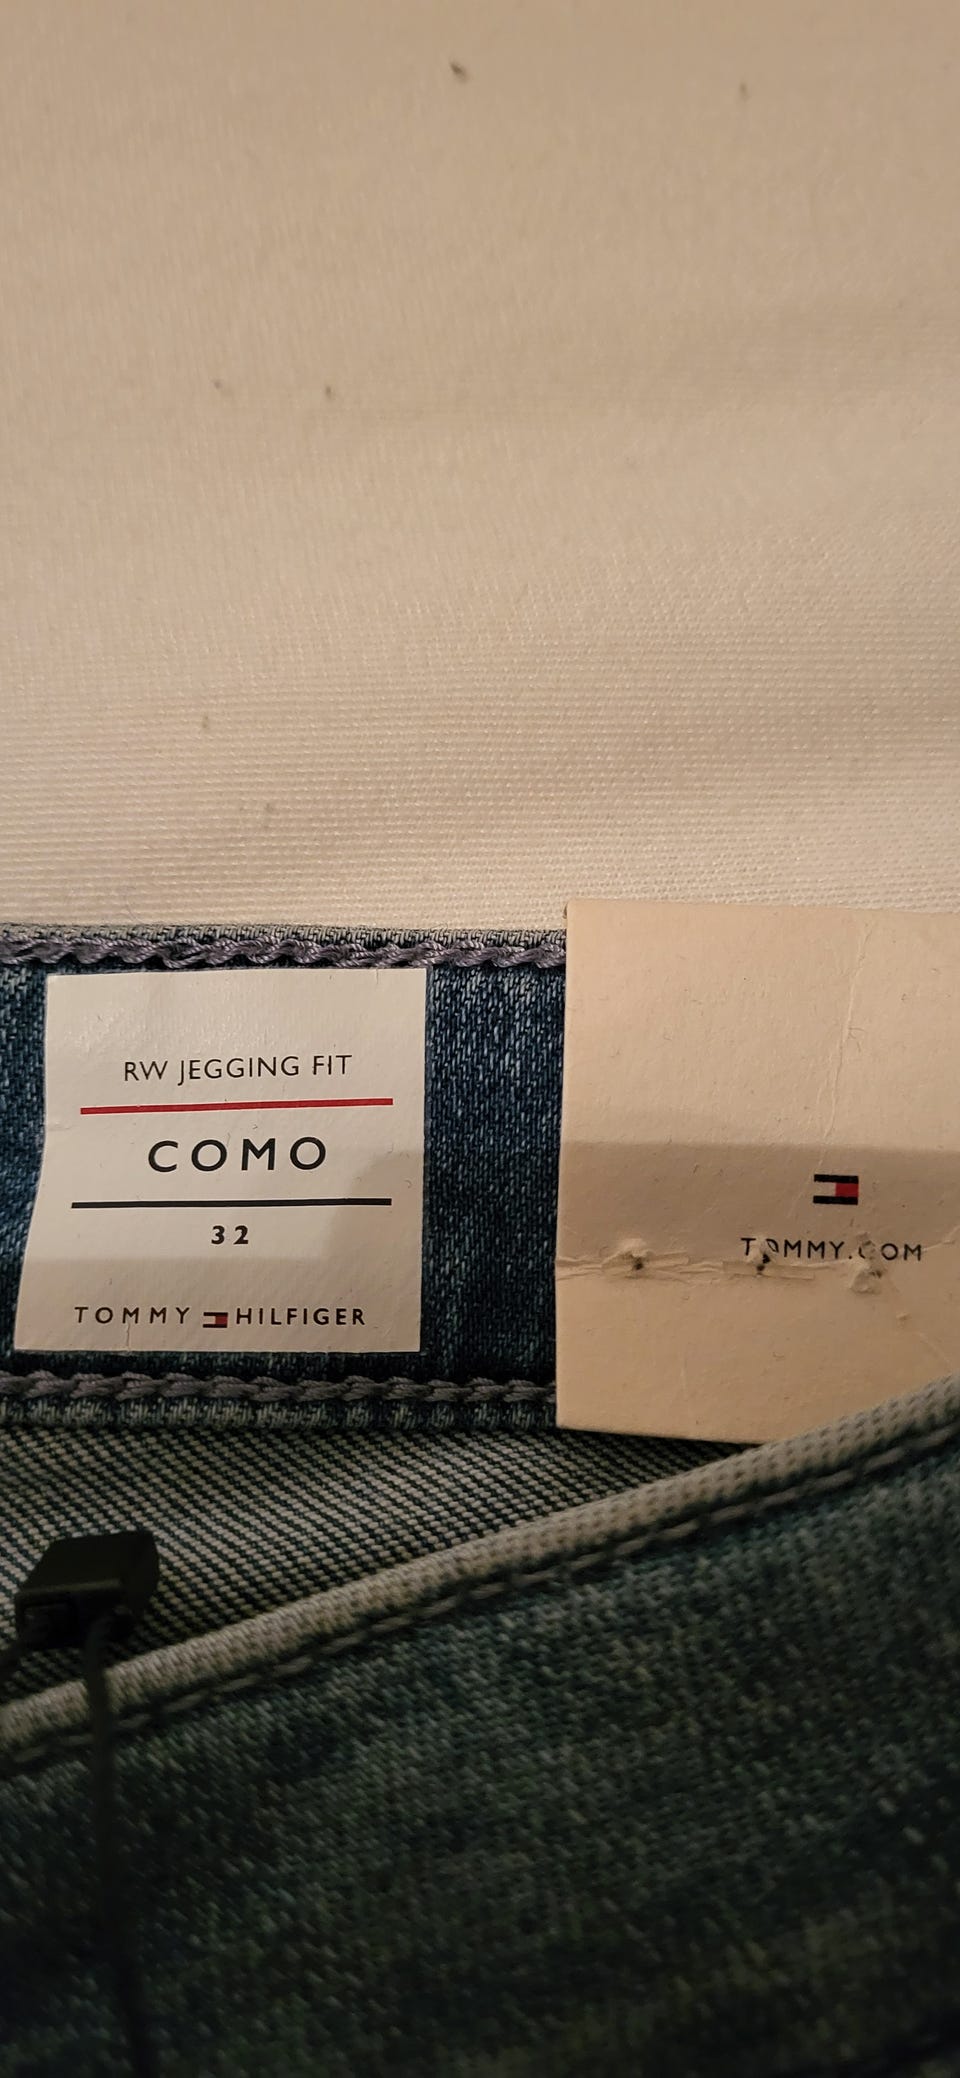 RW JEGGING FIT
COMO
32
TOMMY HILFIGER
TOMMY.COM